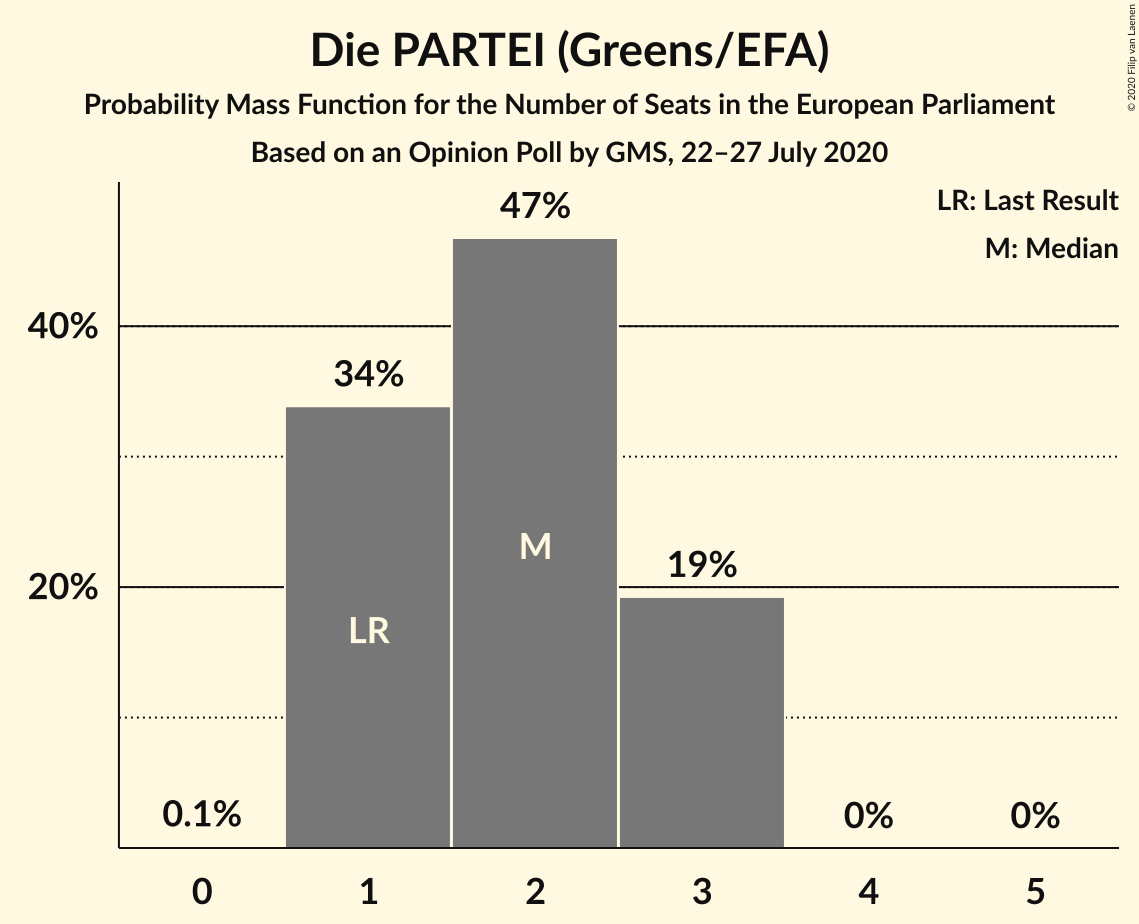 Die PARTEI (Greens/EFA)
Probability Mass Function for the Number of Seats in the European Parliament
Based on an Opinion Poll by GMS, 22–27 July 2020
© 2020 Filip van Laenen
LR: Last Result
M: Median
47%
40%
34%
M
20%
19%
LR
0.1%
0%
0%
0 1 2 3 4 5